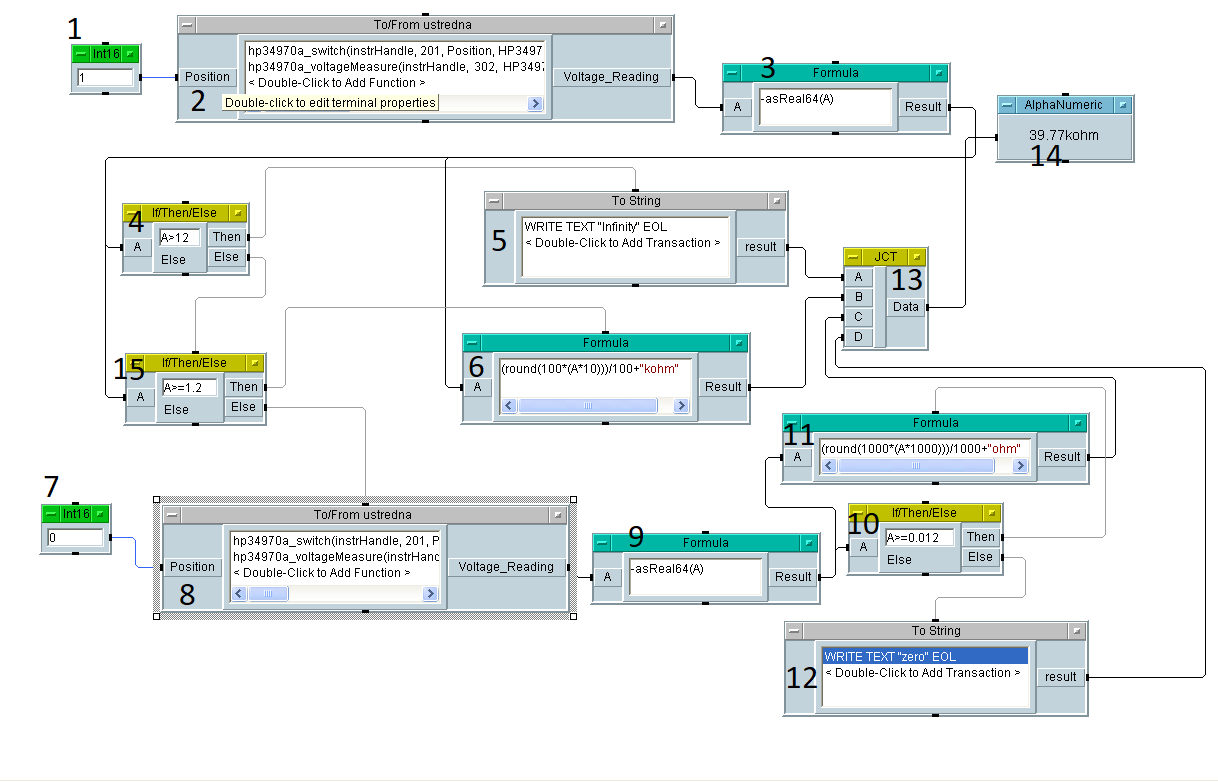 1
Int16
1
To/From ustredna
hp34970a_switch(instrHandle, 201, Position, HP3497
hp34970a_voltageMeasure(instrHandle, 302, HP3497
< Double-Click to Add Function >
Position
2
Double-click to edit terminal properties
Voltage_Reading
3
Formula
A
-asReal64(A)
Result
AlphaNumeric
39.77kohm
14
4
If/Then/Else
A
A>12
Else
Then
Else
To String
5
WRITE TEXT "Infinity" EOL
< Double-Click to Add Transaction >
result
JCT
13
A
B
C
D
Data
15
If/Then/Else
A
A>=1.2
Else
Then
Else
Formula
6
A
(round(100*(A*10)))/100+"kohm"
Result
11
Formula
A
(round(1000*(A*1000)))/1000+"ohm"
Result
7
Int16
0
To/From ustredna
hp34970a_switch(instrHandle, 201, P
hp34970a_voltageMeasure(instrHand
< Double-Click to Add Function >
Position
8
Voltage_Reading
9
Formula
A
-asReal64(A)
Result
10
If/Then/Else
A
A>=0.012
Else
Then
Else
To String
12
WRITE TEXT "zero" EOL
< Double-Click to Add Transaction >
result